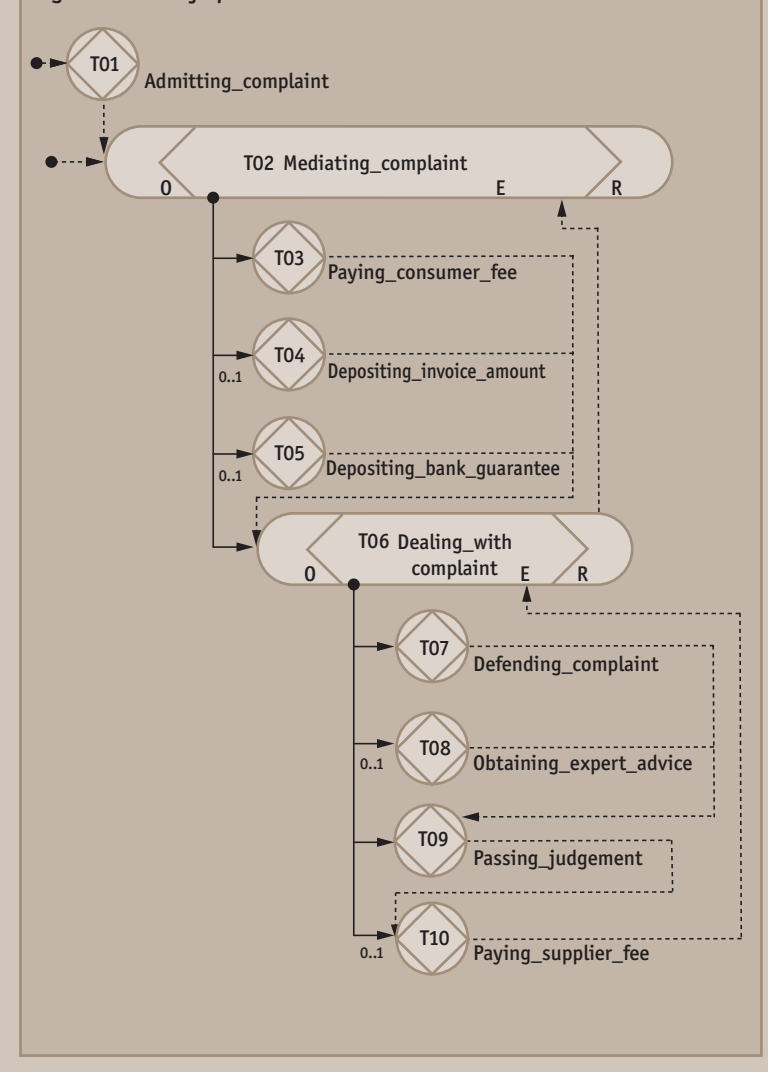 T01
Admitting_complaint
T02 Mediating_complaint
O E R
T03
Paying_consumer_fee
T04
0..1
Depositing_invoice_amount
T05
0..1
Depositing_bank_guarantee
T06 Dealing_with
complaint
O E R
T07
Defending_complaint
T08
0..1
Obtaining_expert_advice
T09
Passing_judgement
T10
0..1
Paying_supplier_fee